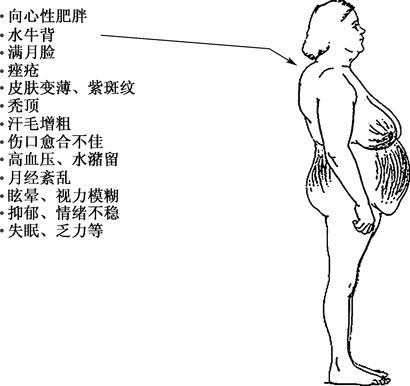 • 向心性肥胖
• 水牛背
• 满月脸
• 痤疮
• 皮肤变薄、紫斑纹
• 秃顶
• 汗毛增粗
• 伤口愈合不佳
• 高血压、水潴留
• 月经紊乱
• 眩晕、视力模糊
• 抑郁、情绪不稳
• 失眠、乏力等